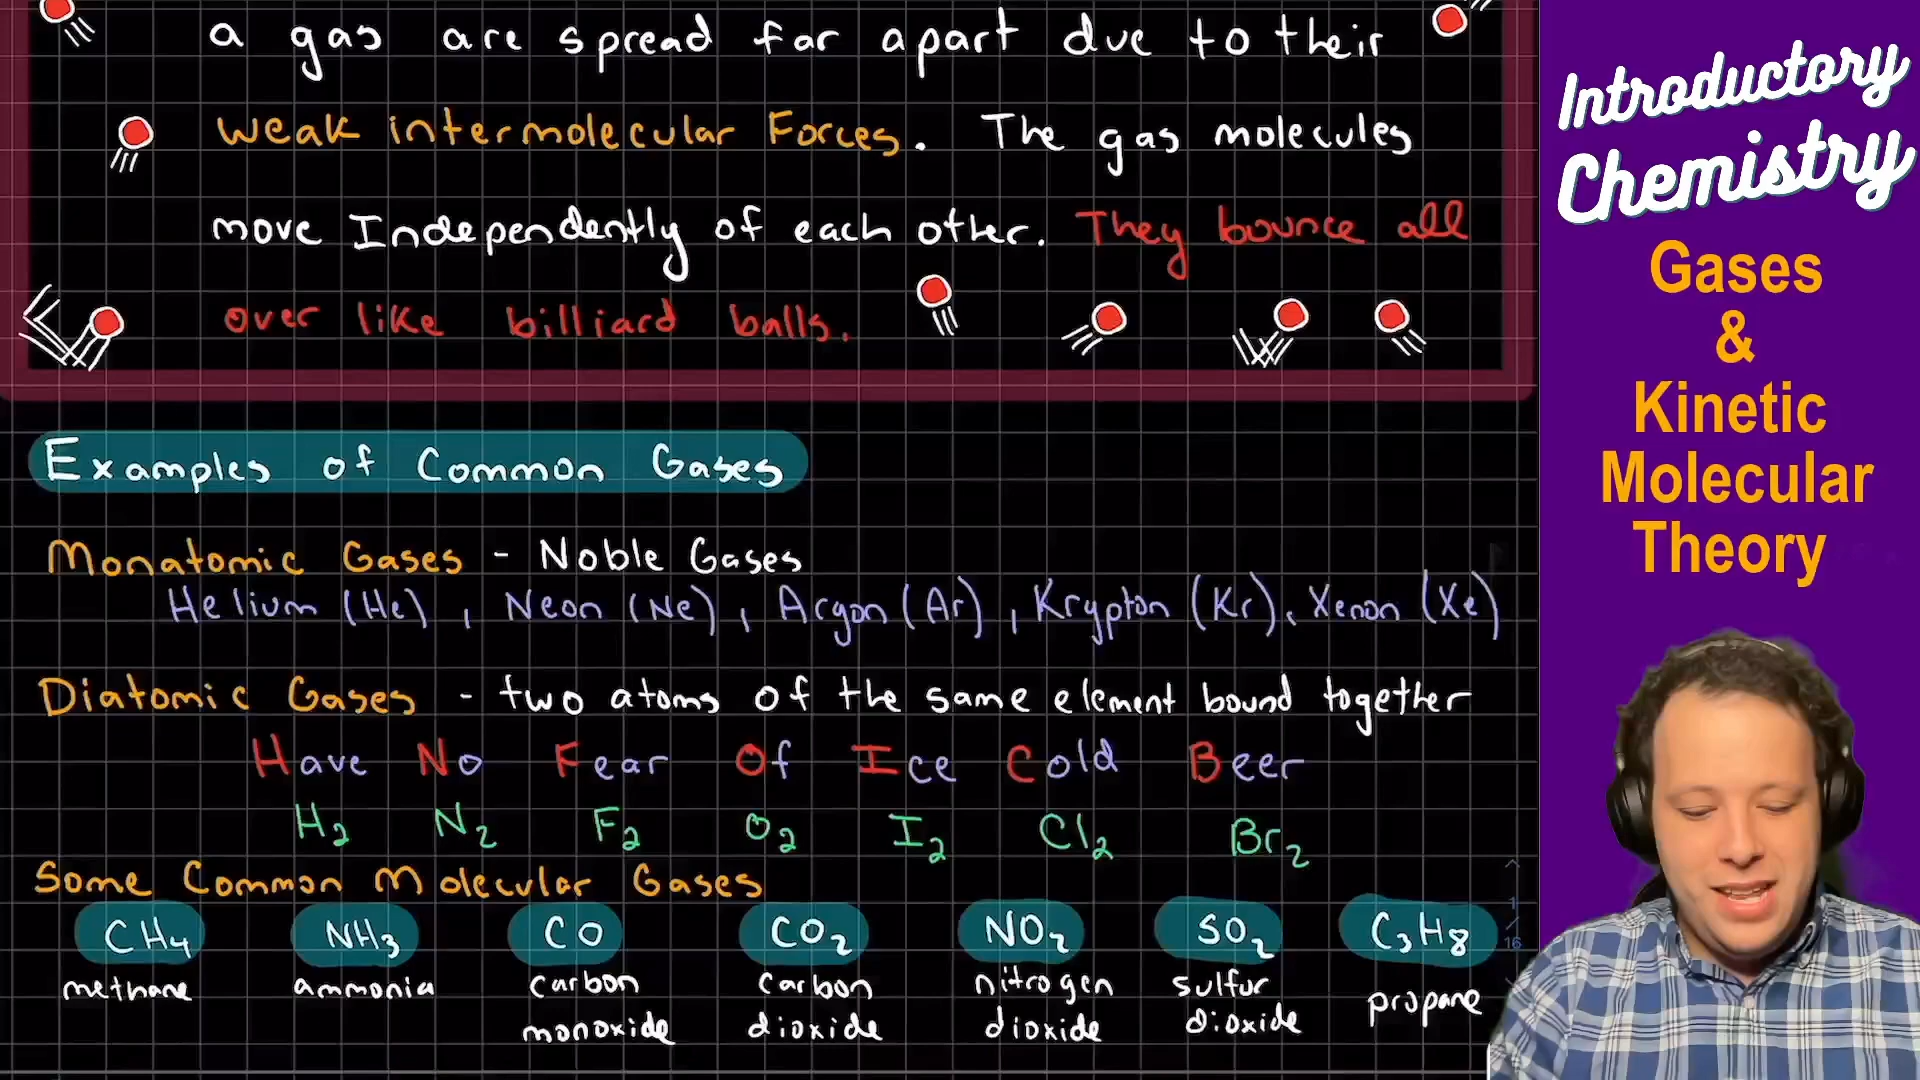 a gas are spread far apart due to their
weak intermolecular Forces. The gas molecules
move Independently of each other. They bounce all
over like billiard balls.
Examples of Common Gases
Monatomic Gases - Noble Gases
Helium (He), Neon (Ne), Argon (Ar), Krypton (Kr), Xenon (Xe)
Diatomic Gases - two atoms of the same element bound together
Have No Fear Of Ice Cold Beer
H₂ N₂ F₂ O₂ I₂ Cl₂ Br₂
Some Common Molecular Gases
CH₄ NH₃ CO CO₂ NO₂ SO₂ C₃H₈
methane ammonia carbon carbon nitrogen sulfur propane
monoxide dioxide dioxide dioxide
1
/
16
Introductory
Chemistry
Gases
&
Kinetic
Molecular
Theory